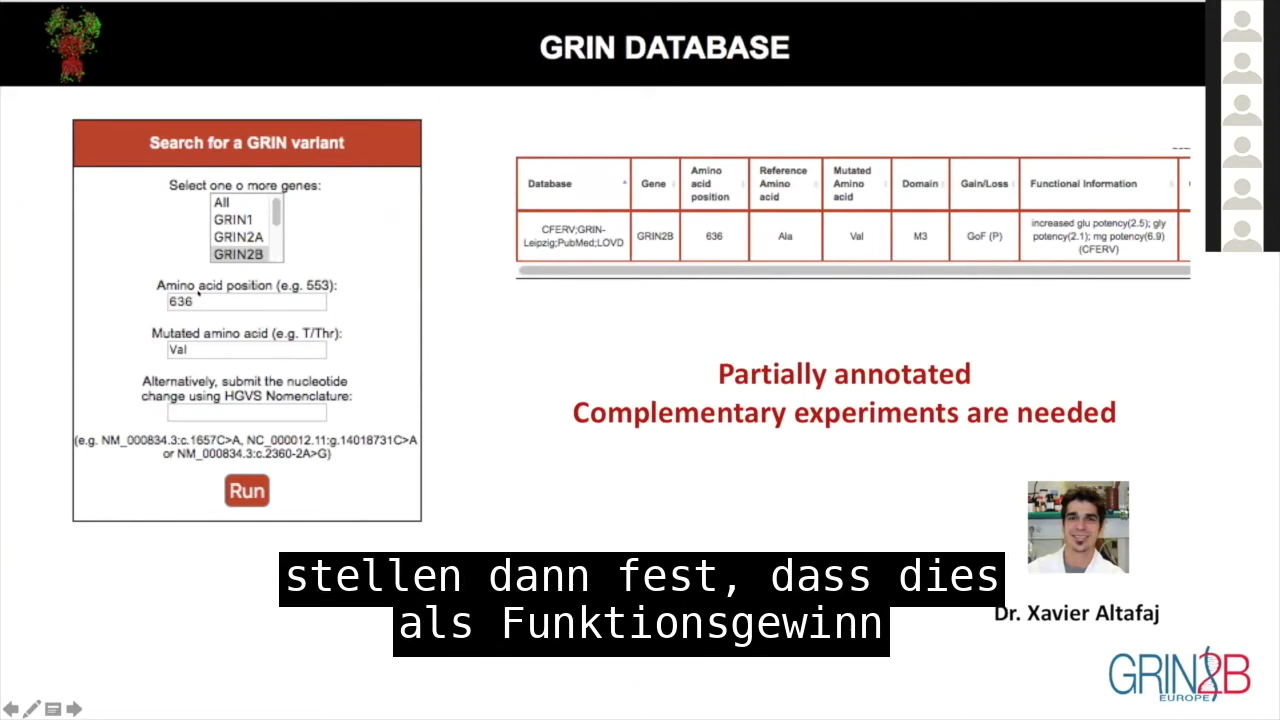 GRIN DATABASE
Search for a GRIN variant
Select one o more genes:
All
GRIN1
GRIN2A
GRIN2B
Amino acid position (e.g. 553):
636
Mutated amino acid (e.g. T/Thr):
Val
Alternatively, submit the nucleotide
change using HGVS Nomenclature:
(e.g. NM_000834.3:c.1657C>A, NC_000012.11:g.14018731C>A
or NM_000834.3:c.2360-2A>G)
Run
Database Gene Amino acid position Reference Amino acid Mutated Amino acid Domain Gain/Loss Functional Information
CFERV;GRIN-Leipzig;PubMed;LOVD GRIN2B 636 Ala Val M3 GoF (P) increased glu potency(2.5); gly potency(2.1); mg potency(6.9) (CFERV)
Partially annotated
Complementary experiments are needed
Dr. Xavier Altafaj
stellen dann fest, dass dies
als Funktionsgewinn
GRIN2B
EUROPE